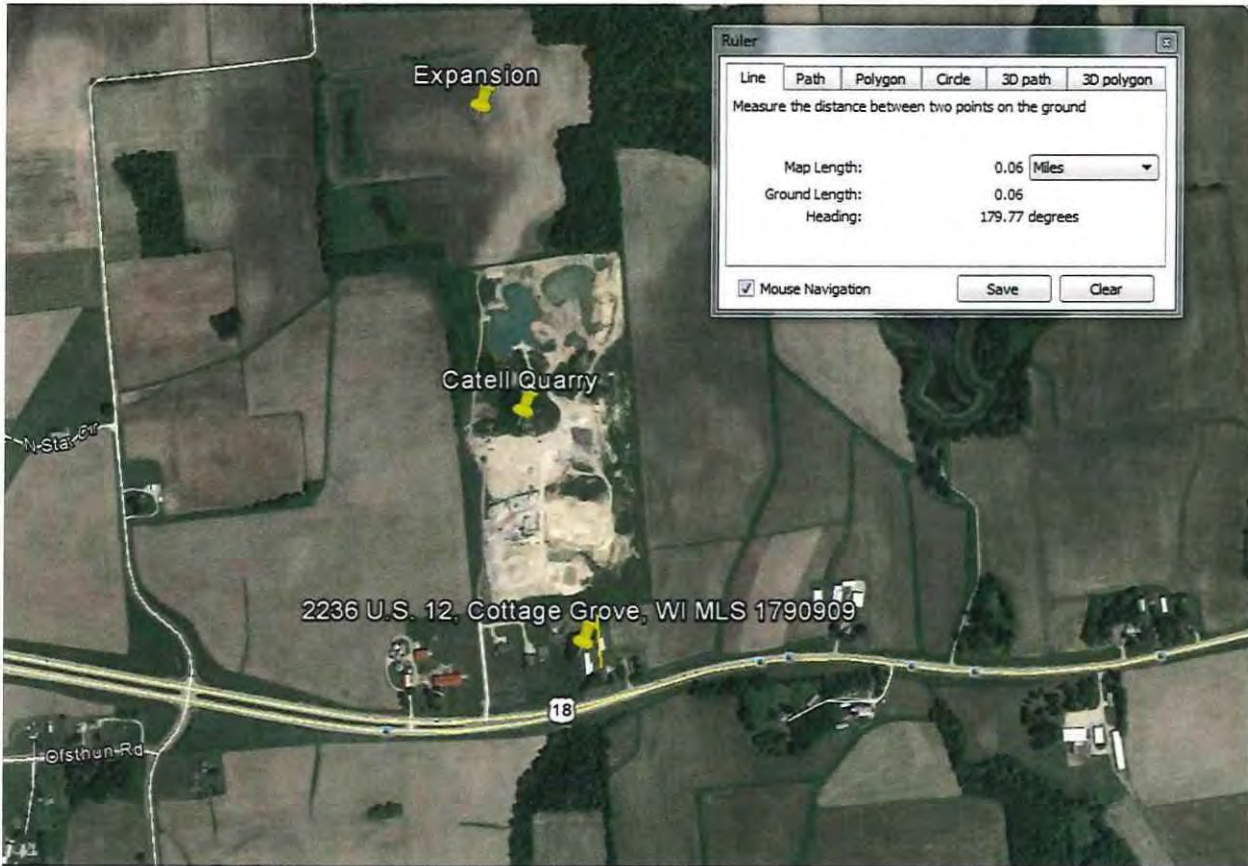 Expansion
Ruler
Line Path Polygon Circle 3D path 3D polygon
Measure the distance between two points on the ground
Map Length: 0.06 Miles
Ground Length: 0.06
Heading: 179.77 degrees
Mouse Navigation Save Clear
Catell Quarry
N Star Cir
2236 U.S. 12, Cottage Grove, WI MLS 1790909
18
Ofsthun Rd